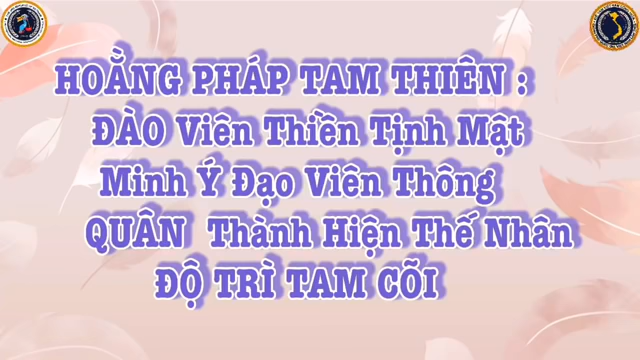 HOẰNG PHÁP TAM THIÊN :
ĐÀO Viên Thiền Tịnh Mật
Minh Ý Đạo Viên Thông
QUÂN Thành Hiện Thế Nhân
ĐỘ TRÌ TAM CÕI